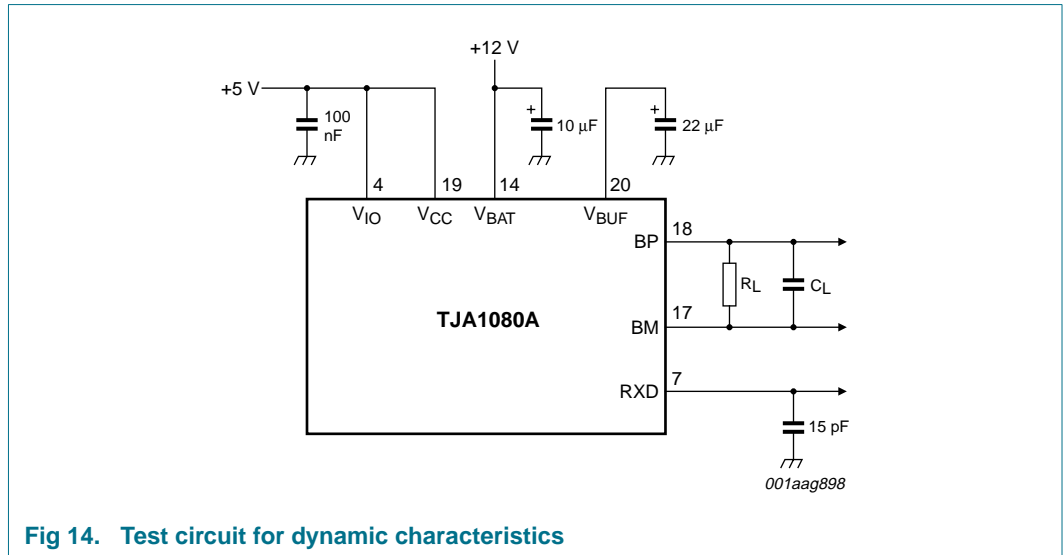 +12 V
+5 V
100
nF
+
10 μF
+
22 μF
4
19
14
20
VIO
VCC
VBAT
VBUF
BP
18
RL
CL
TJA1080A
BM
17
RXD
7
15 pF
001aag898
Fig 14. Test circuit for dynamic characteristics